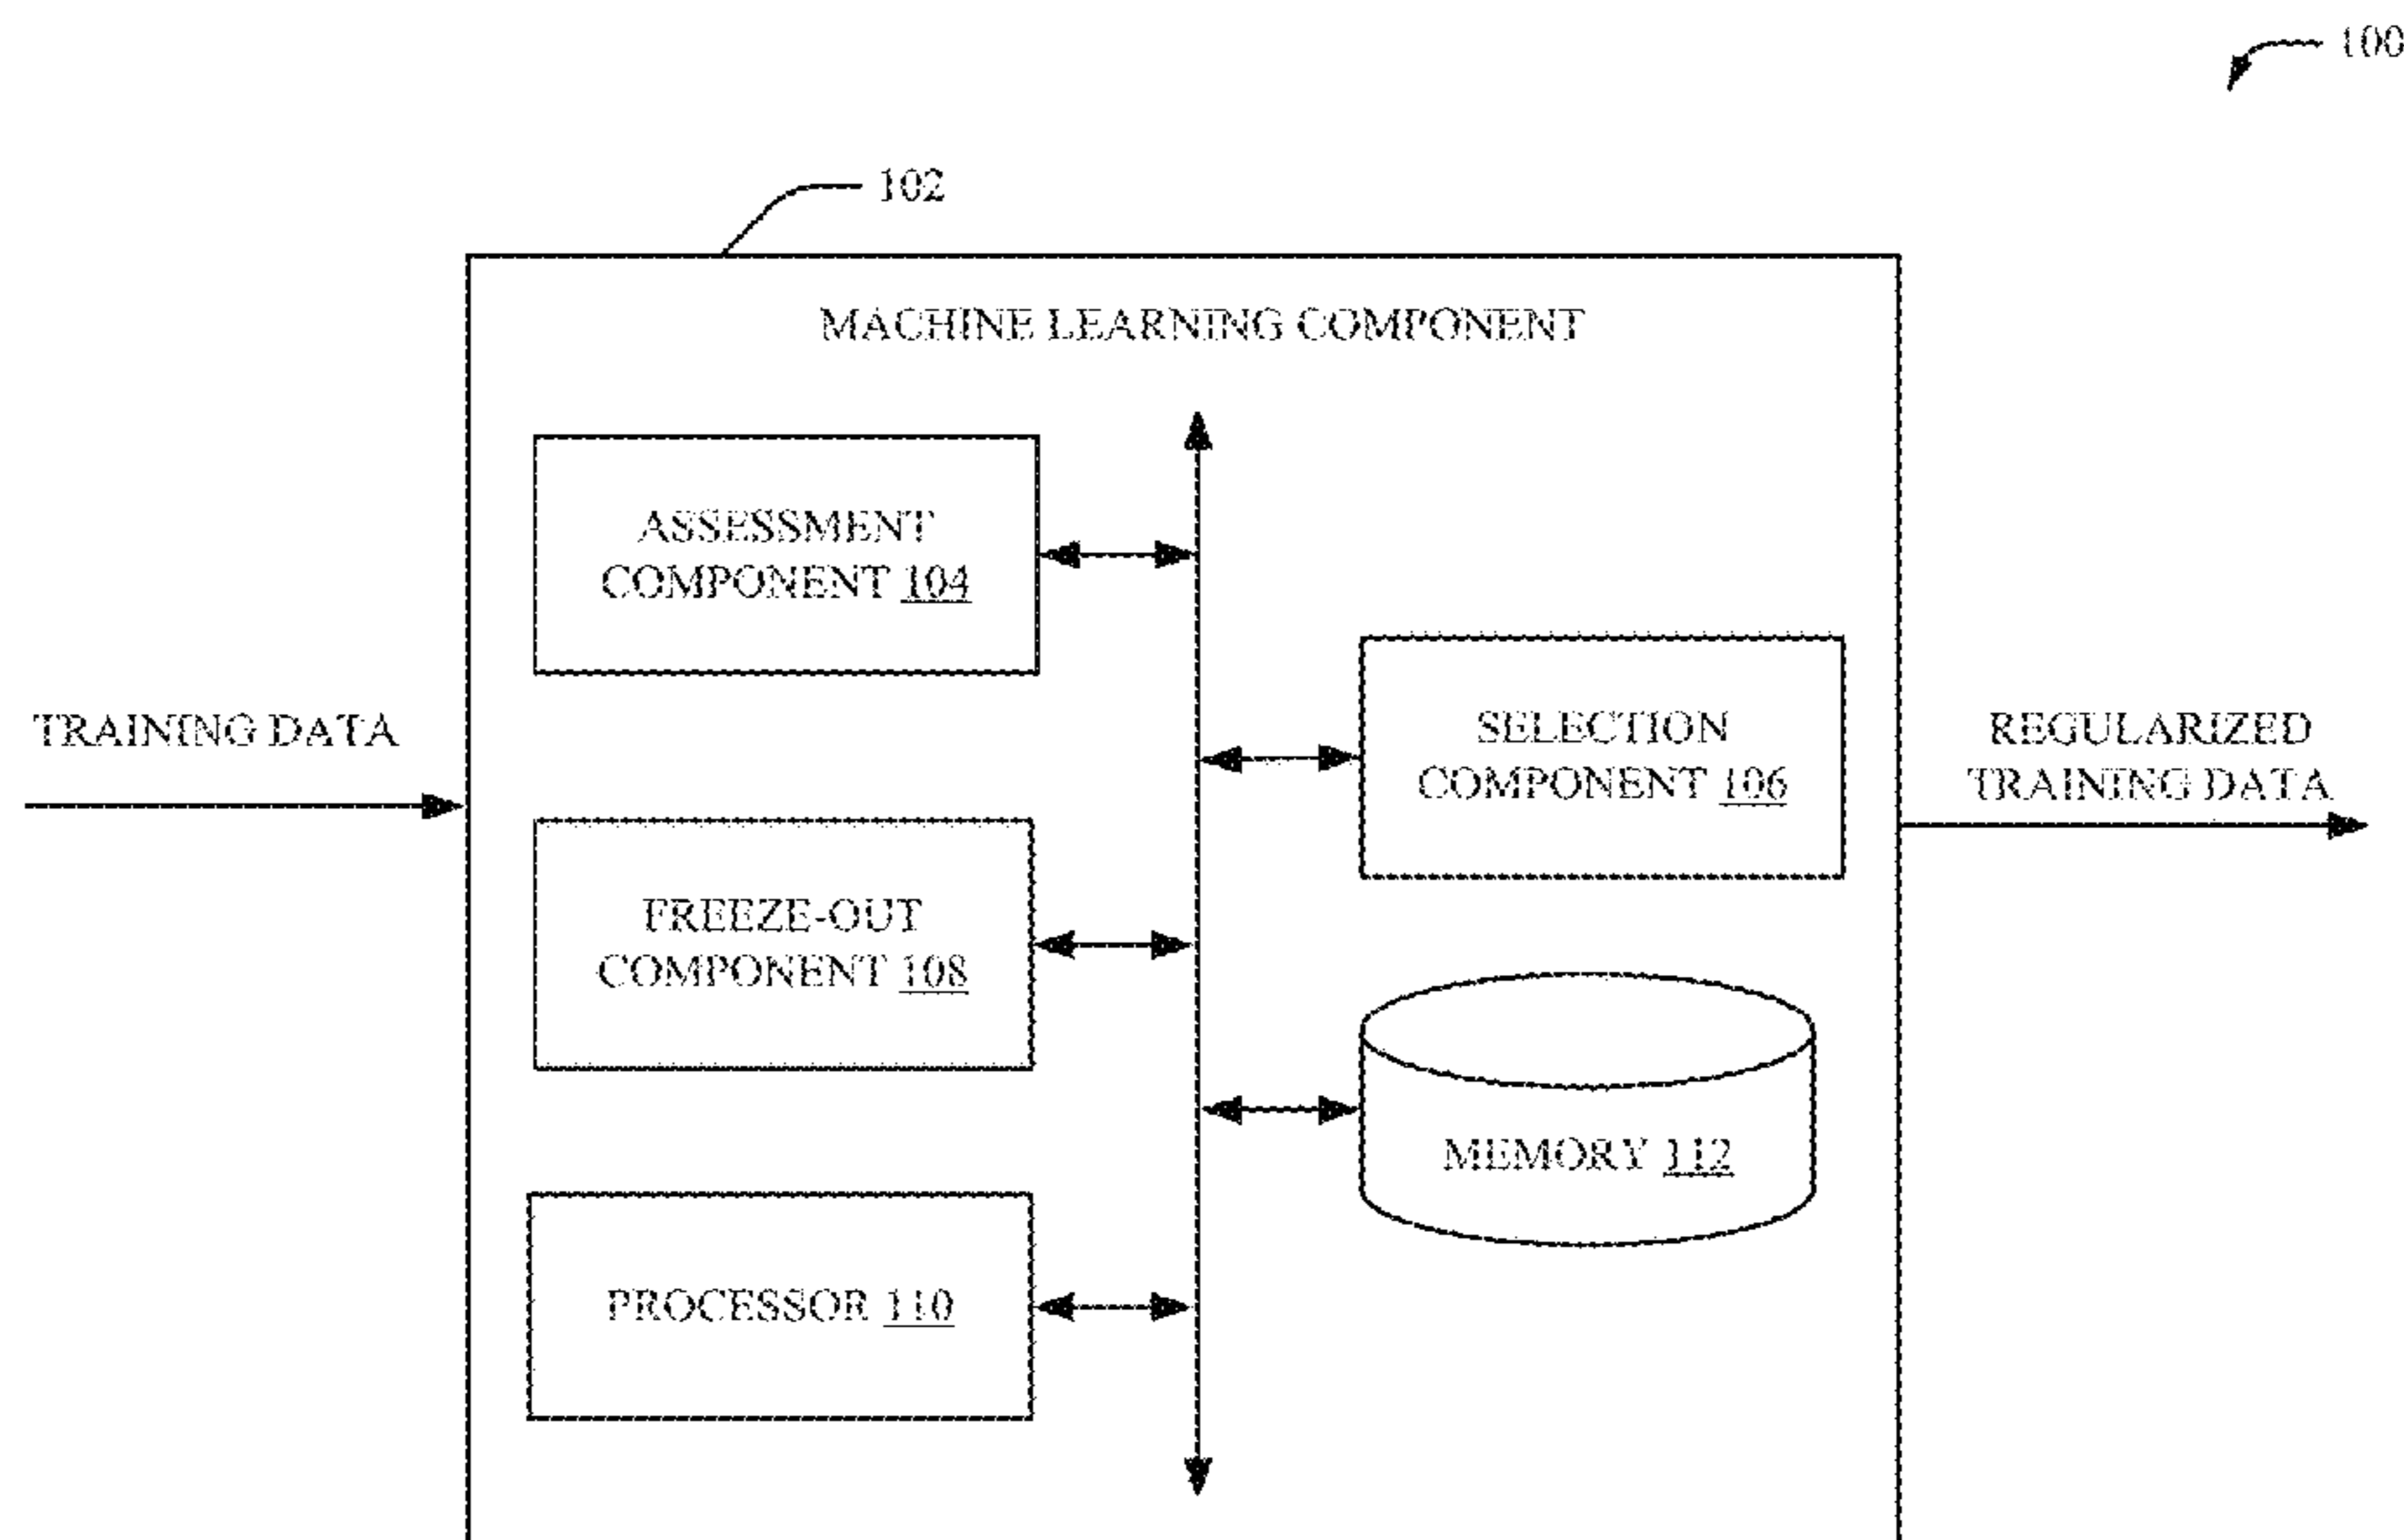 100
102
MACHINE LEARNING COMPONENT
ASSESSMENT
COMPONENT 104
TRAINING DATA
SELECTION
COMPONENT 106
REGULARIZED
TRAINING DATA
FREEZE-OUT
COMPONENT 108
MEMORY 112
PROCESSOR 110